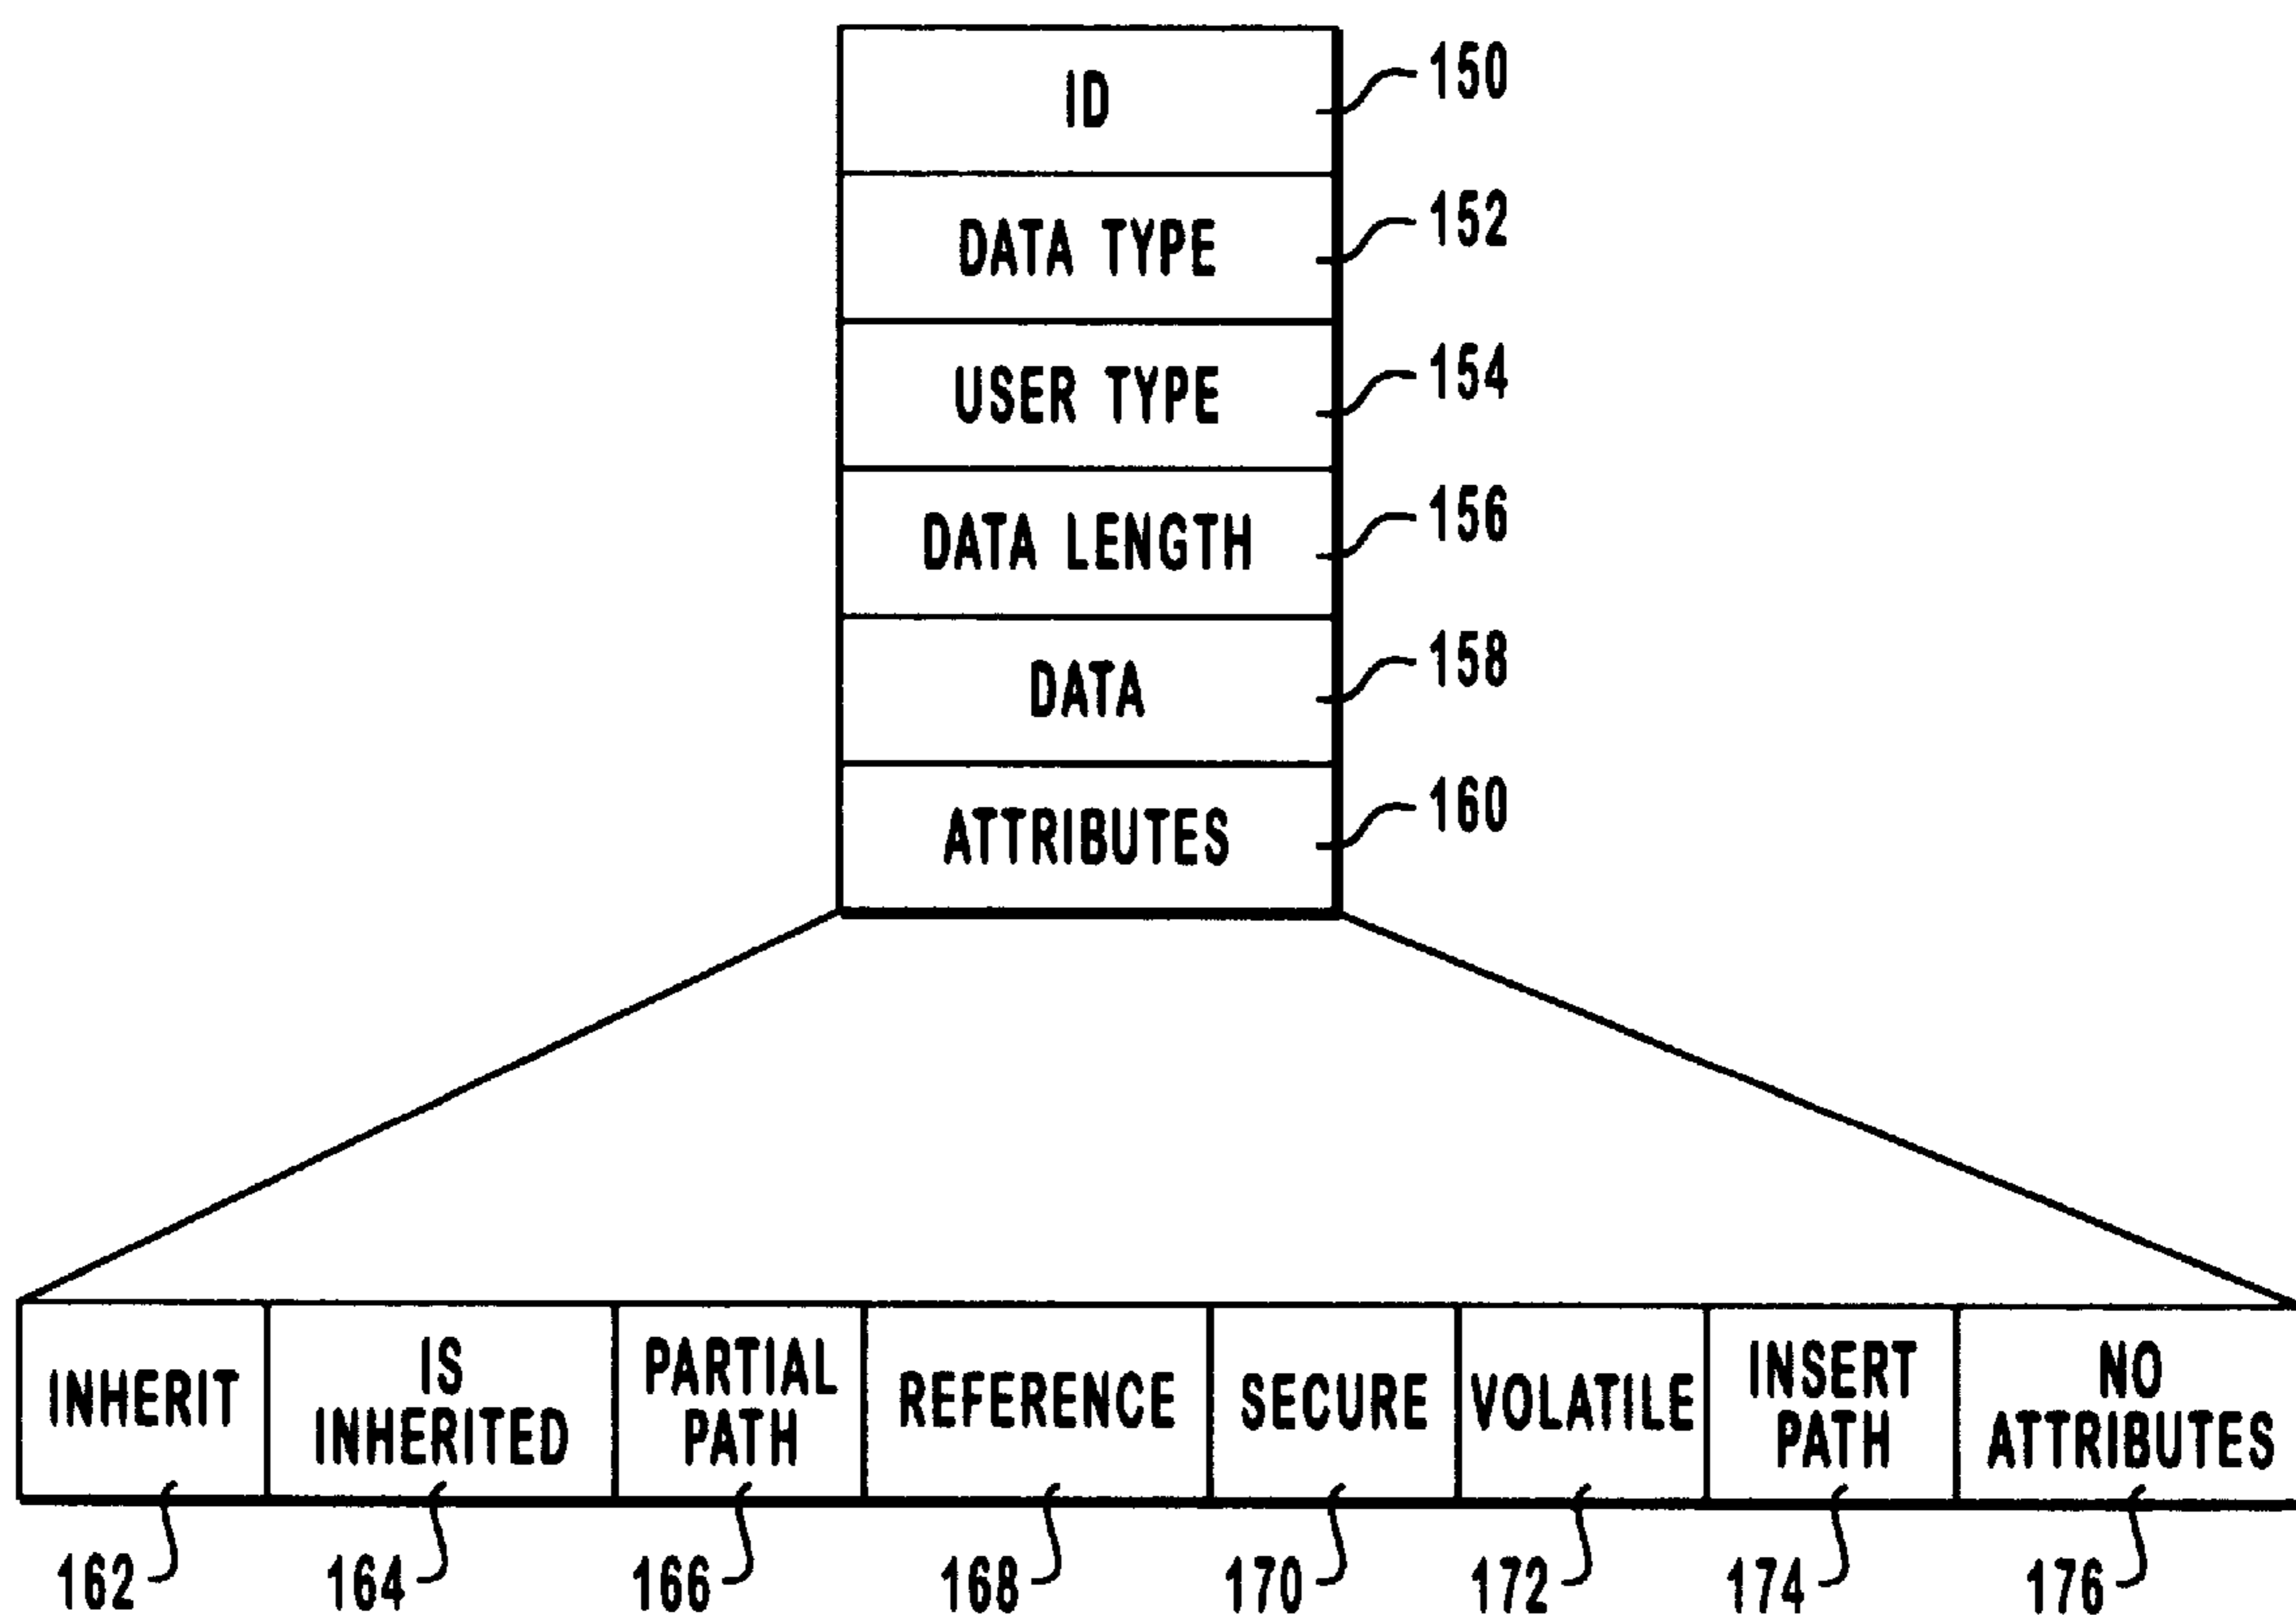 ID
150
DATA TYPE
152
USER TYPE
154
DATA LENGTH
156
DATA
158
ATTRIBUTES
160
INHERIT
IS
INHERITED
PARTIAL
PATH
REFERENCE
SECURE
VOLATILE
INSERT
PATH
NO
ATTRIBUTES
162
164
166
168
170
172
174
176